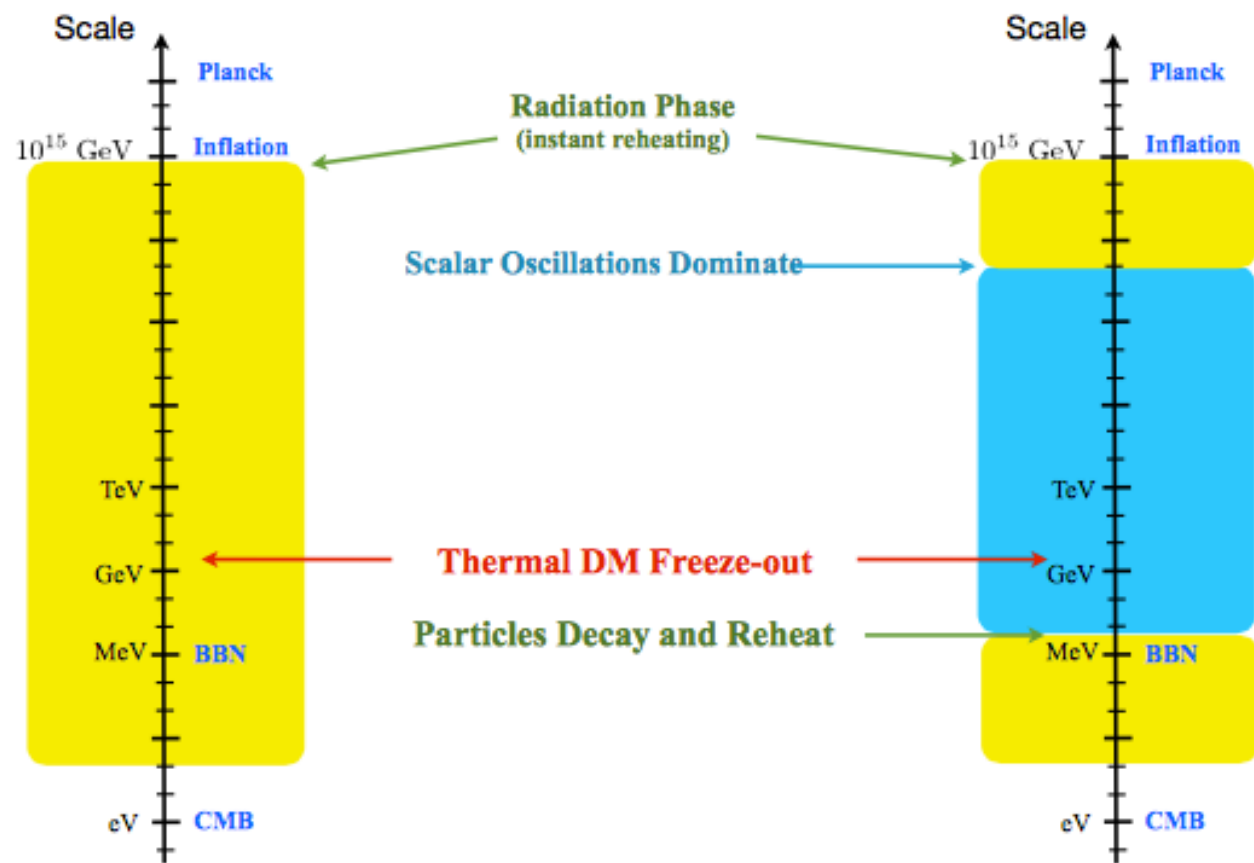 Scale
Planck
10^15 GeV
Inflation
TeV
GeV
MeV
BBN
eV
CMB
Radiation Phase
(instant reheating)
Scalar Oscillations Dominate
Thermal DM Freeze-out
Particles Decay and Reheat
Scale
Planck
10^15 GeV
Inflation
TeV
GeV
MeV
BBN
eV
CMB